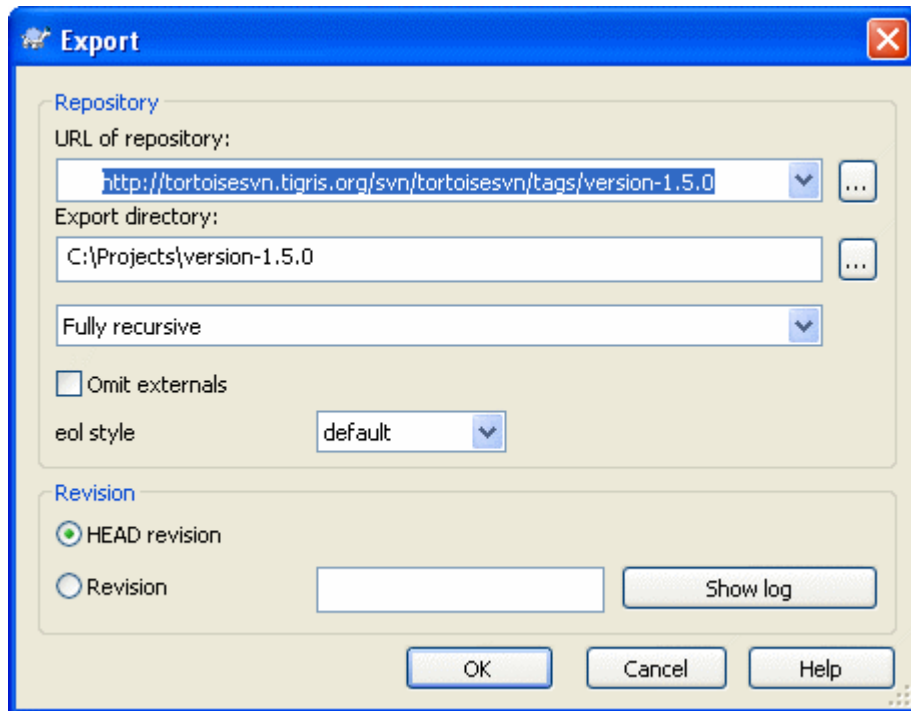 Export
Repository
URL of repository:
http://tortoisesvn.tigris.org/svn/tortoisesvn/tags/version-1.5.0
...
Export directory:
C:\Projects\version-1.5.0
...
Fully recursive
Omit externals
eol style default
Revision
HEAD revision
Revision Show log
OK Cancel Help